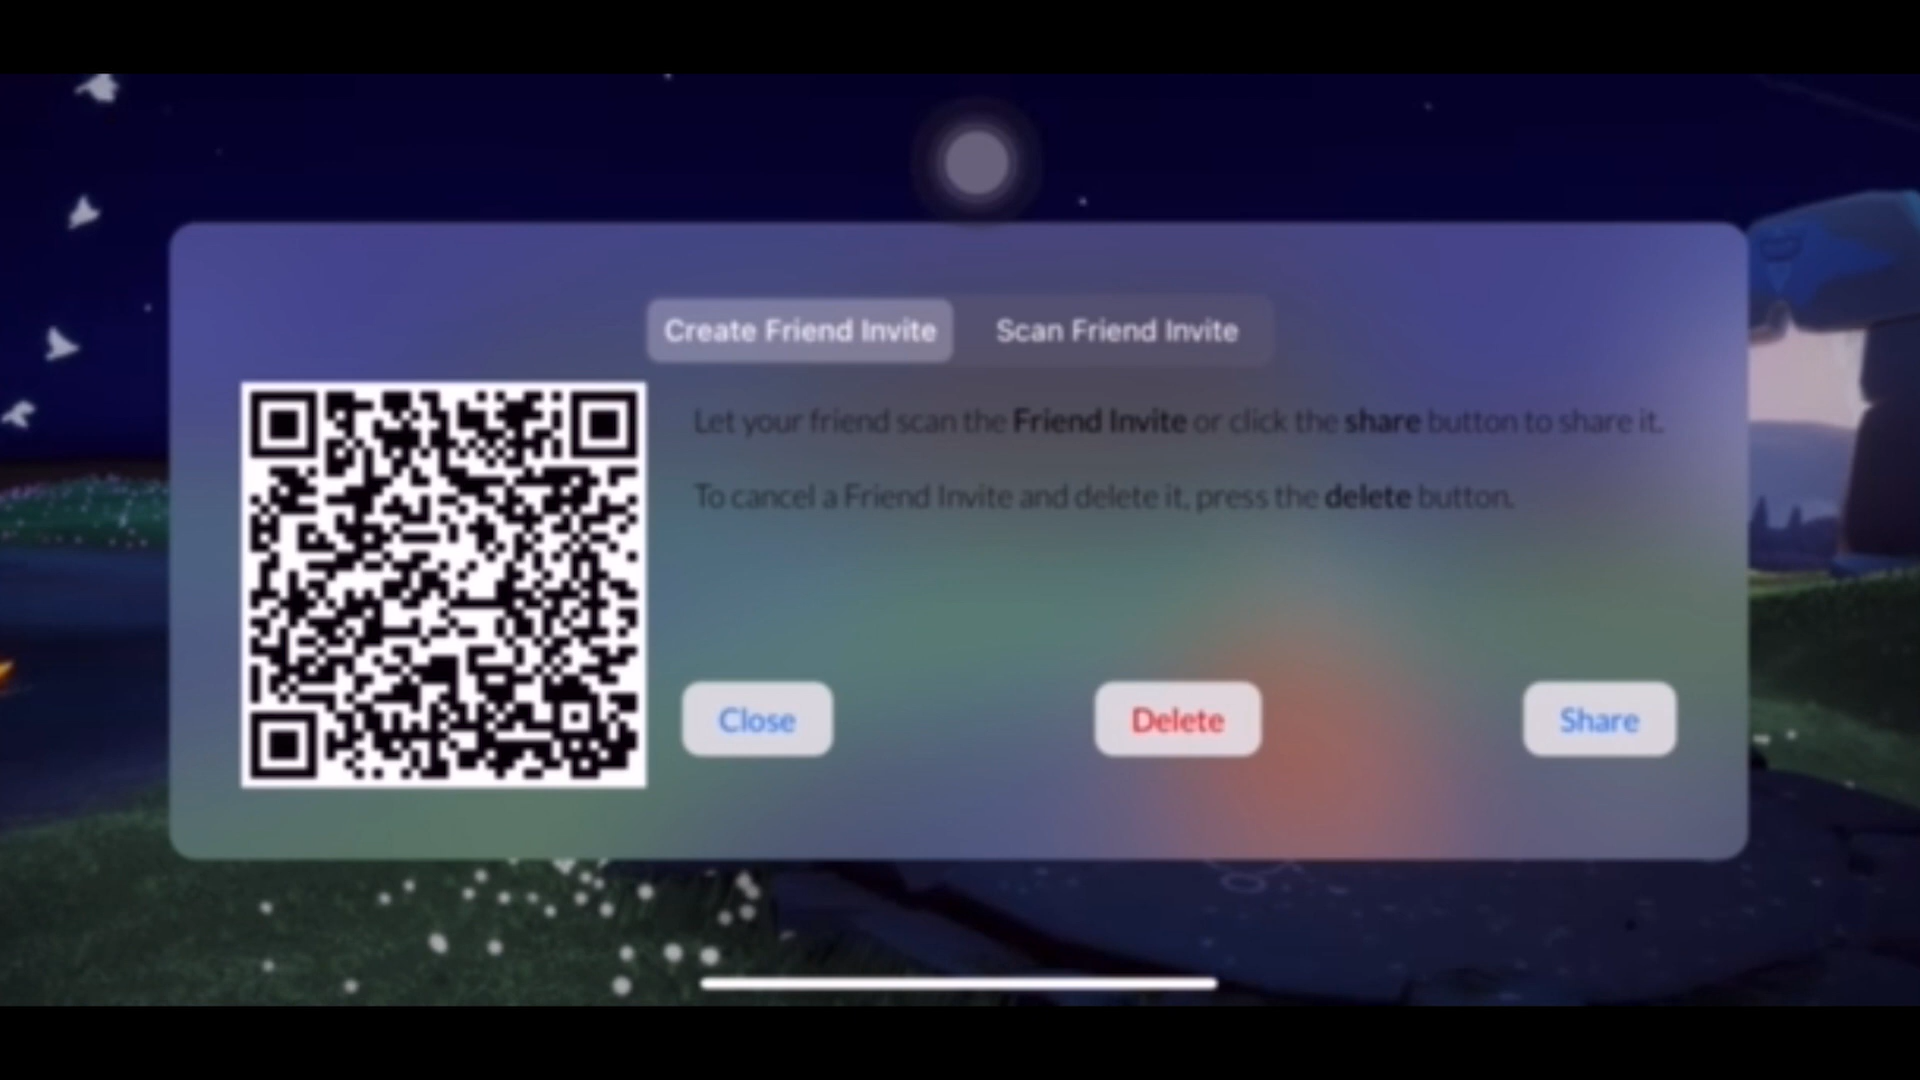 Create Friend Invite
Scan Friend Invite
Let your friend scan the Friend Invite or click the share button to share it.
To cancel a Friend Invite and delete it, press the delete button.
Close
Delete
Share